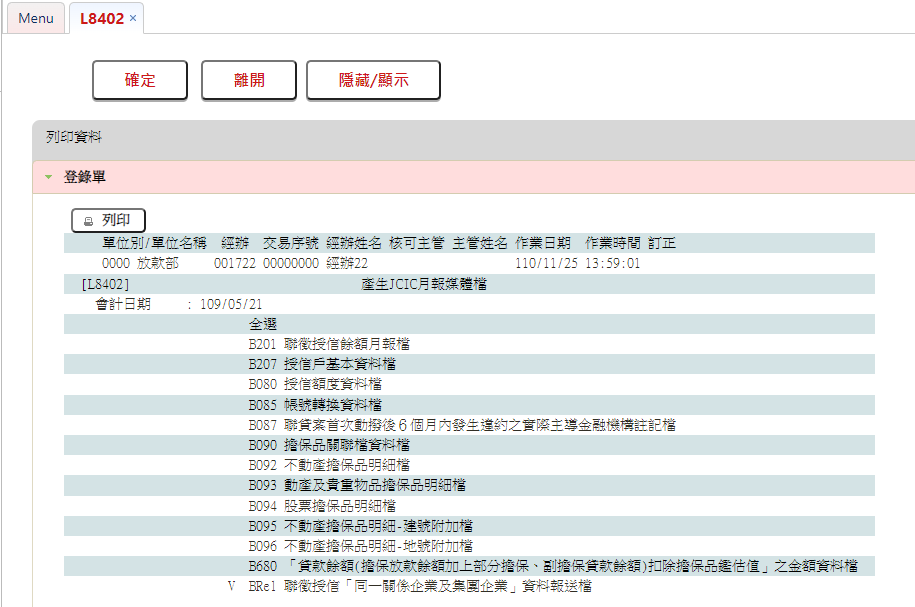 Menu L8402 ×
確定 離開 隱藏/顯示
列印資料
登錄單
列印
單位別/單位名稱 經辦 交易序號 經辦姓名 核可主管 主管姓名 作業日期 作業時間 訂正
0000 放款部 001722 00000000 經辦22 110/11/25 13:59:01
[L8402] 產生JCIC月報媒體檔
會計日期 : 109/05/21
全選
B201 聯徵授信餘額月報檔
B207 授信戶基本資料檔
B080 授信額度資料檔
B085 帳號轉換資料檔
B087 聯貸案首次動撥後６個月內發生違約之實際主導金融機構註記檔
B090 擔保品關聯檔資料檔
B092 不動產擔保品明細檔
B093 動產及貴重物品擔保品明細檔
B094 股票擔保品明細檔
B095 不動產擔保品明細-建號附加檔
B096 不動產擔保品明細-地號附加檔
B680 「貸款餘額(擔保放款餘額加上部分擔保、副擔保貸款餘額)扣除擔保品鑑估值」之金額資料檔
V BRel 聯徵授信「同一關係企業及集團企業」資料報送檔